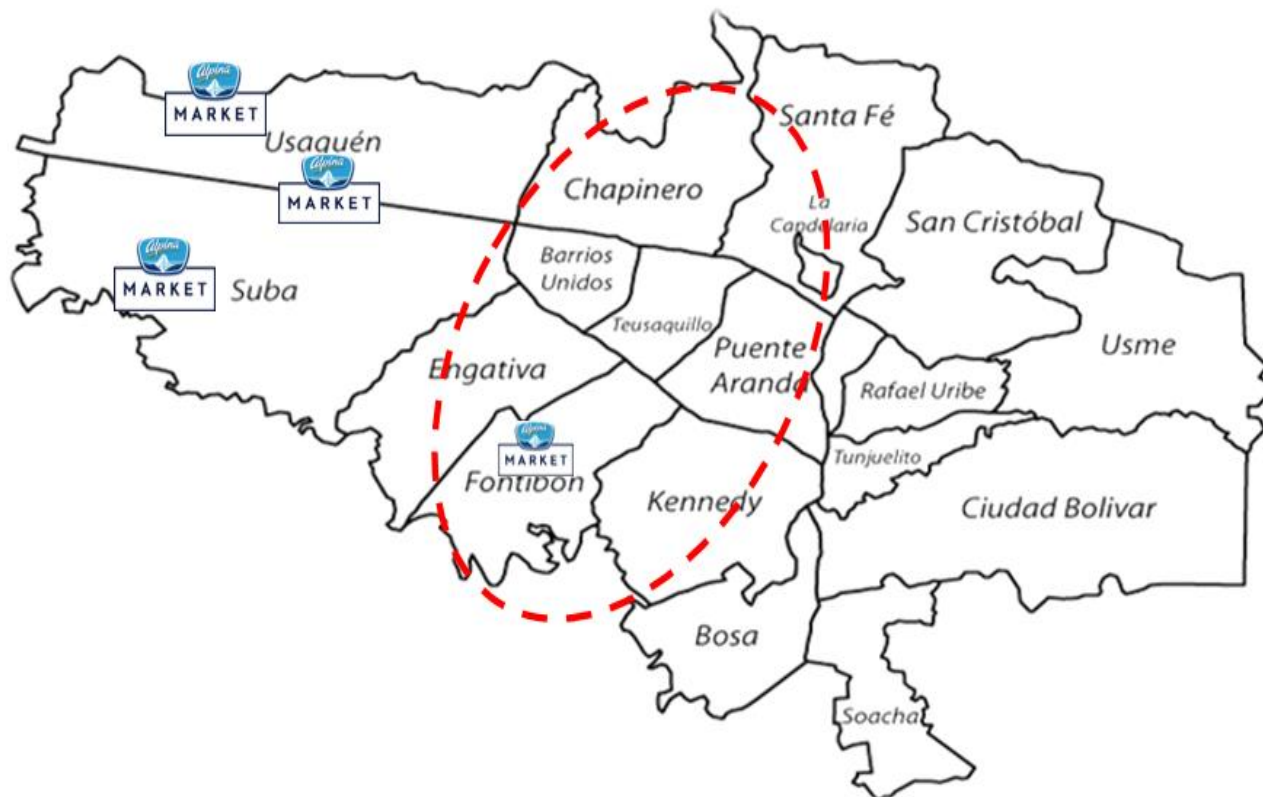 Alpina
MARKET
Usaquén
Alpina
MARKET
Alpina
MARKET
Suba
Chapinero
Santa Fé
La
Candelaria
San Cristóbal
Barrios
Unidos
Teusaquillo
Puente
Aranda
Engativa
Usme
Rafael Uribe
Alpina
MARKET
Fontibón
Kennedy
Tunjuelito
Ciudad Bolivar
Bosa
Soacha